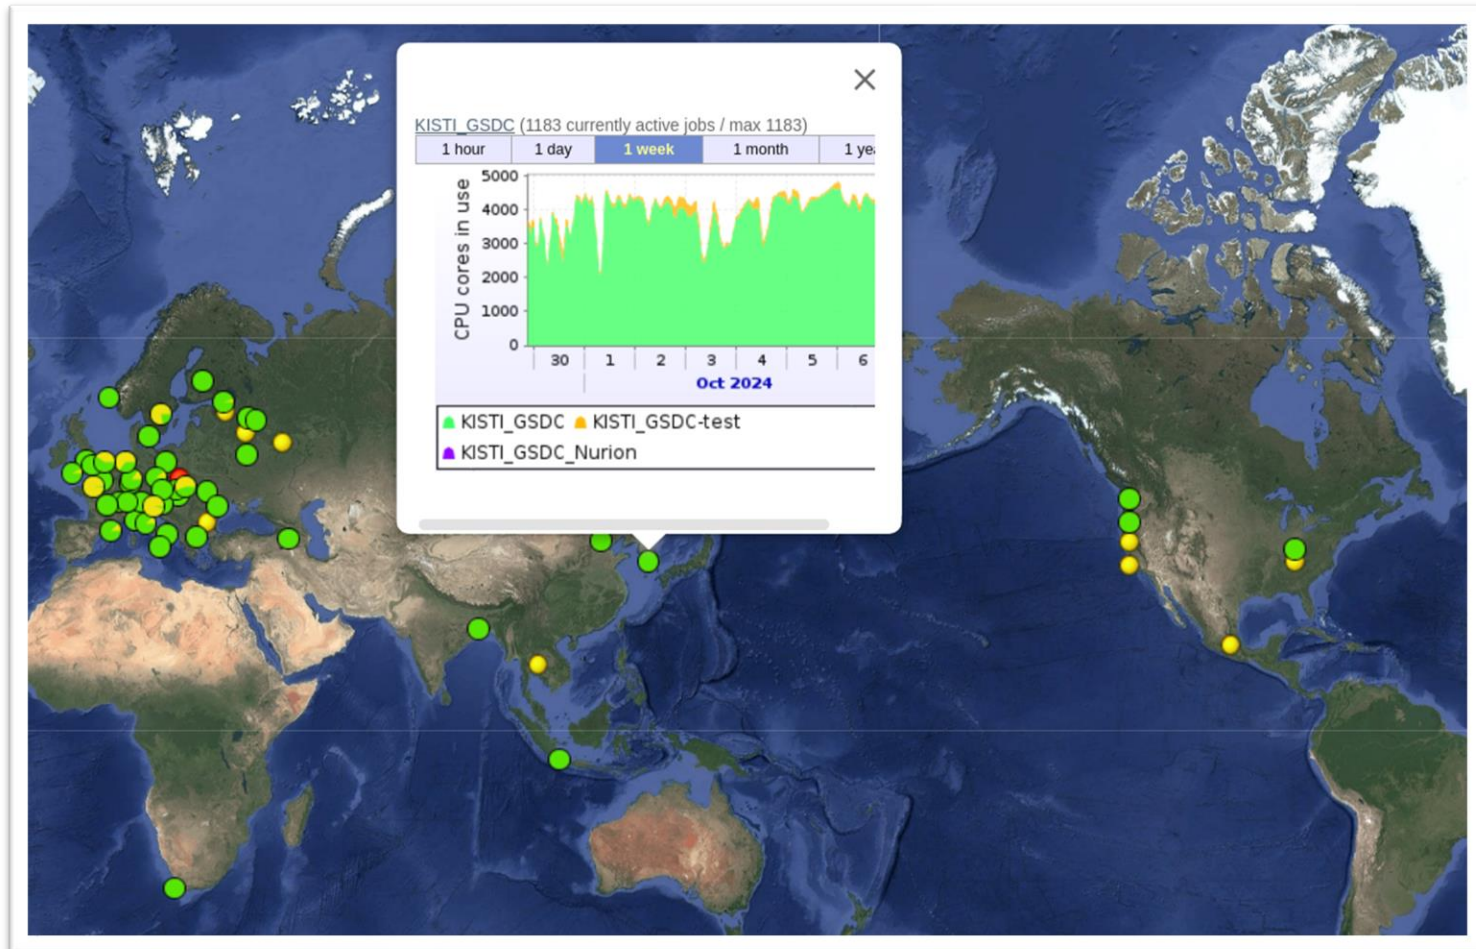 KISTI_GSDC (1183 currently active jobs / max 1183)
1 hour 1 day 1 week 1 month 1 yea
5000
4000
3000
2000
1000
0
CPU cores in use
30 1 2 3 4 5 6
Oct 2024
KISTI_GSDC KISTI_GSDC-test
KISTI_GSDC_Nurion